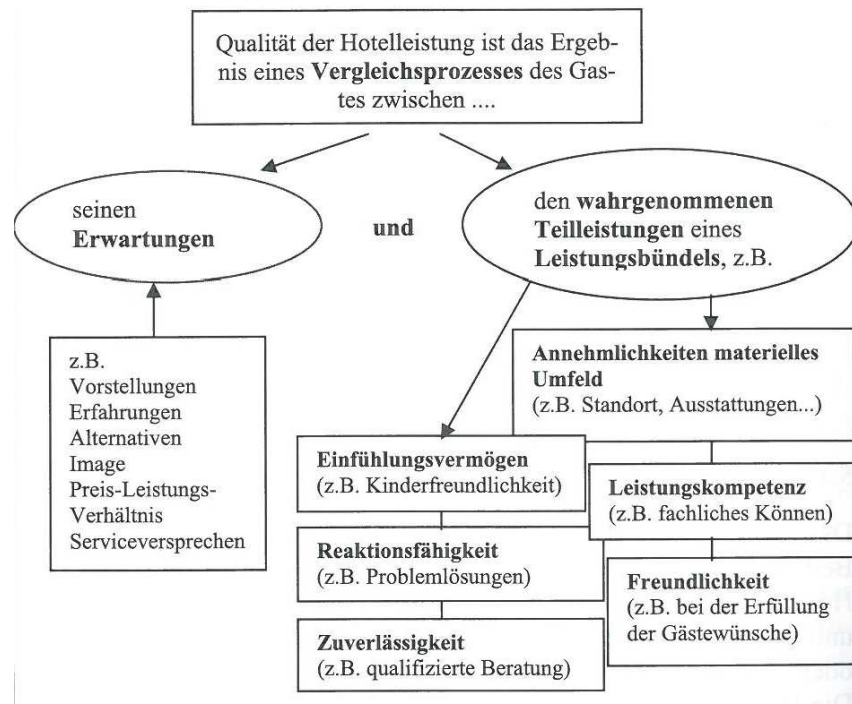 Qualität der Hotelleistung ist das Ergeb-
nis eines Vergleichsprozesses des Gas-
tes zwischen ....
seinen
Erwartungen
und
den wahrgenommenen
Teilleistungen eines
Leistungsbündels, z.B.
z.B.
Vorstellungen
Erfahrungen
Alternativen
Image
Preis-Leistungs-
Verhältnis
Serviceversprechen
Annehmlichkeiten materielles
Umfeld
(z.B. Standort, Ausstattungen...)
Einfühlungsvermögen
(z.B. Kinderfreundlichkeit)
Leistungskompetenz
(z.B. fachliches Können)
Reaktionsfähigkeit
(z.B. Problemlösungen)
Freundlichkeit
(z.B. bei der Erfüllung
der Gästewünsche)
Zuverlässigkeit
(z.B. qualifizierte Beratung)